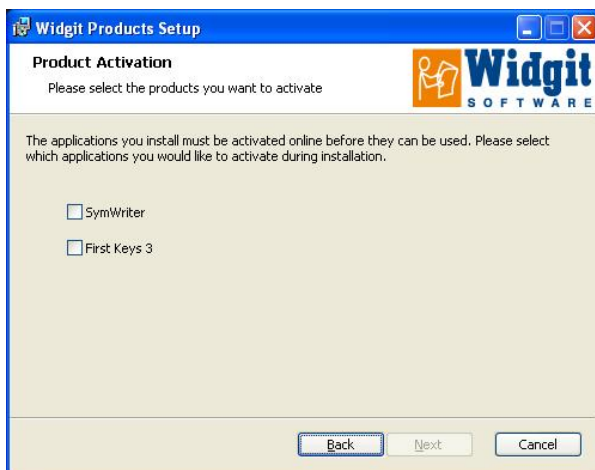 Widgit Products Setup
Product Activation
Please select the products you want to activate
Widgit
SOFTWARE
The applications you install must be activated online before they can be used. Please select
which applications you would like to activate during installation.
SymWriter
First Keys 3
Back
Next
Cancel